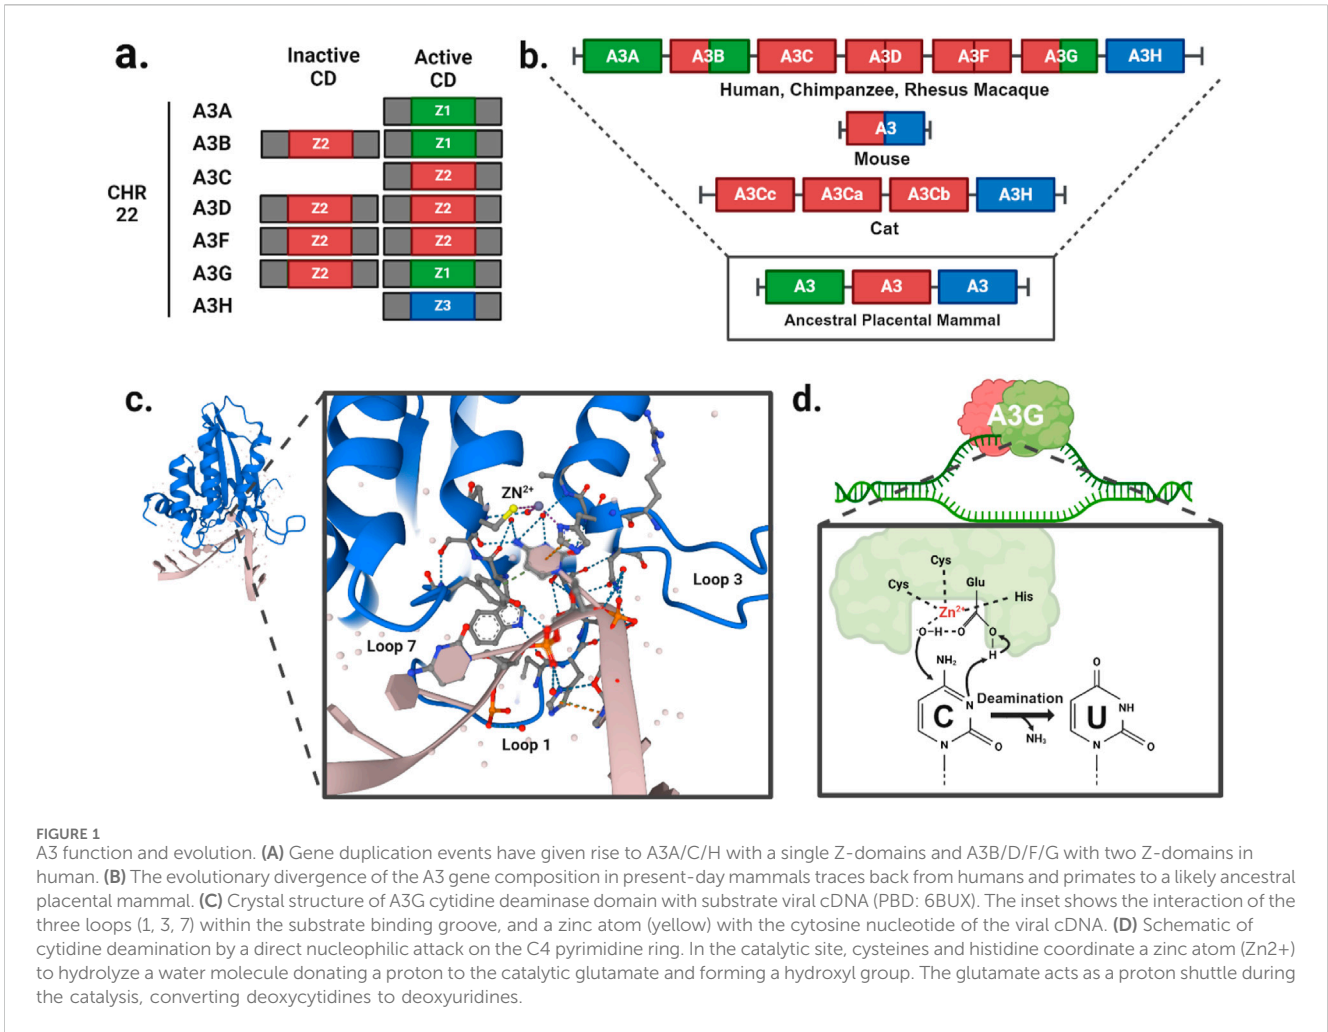 a.
Inactive
CD
Active
CD
CHR
22
A3A
Z1
A3B
Z2
Z1
A3C
Z2
A3D
Z2
Z2
A3F
Z2
Z2
A3G
Z2
Z1
A3H
Z3
b.
A3A
A3B
A3C
A3D
A3F
A3G
A3H
Human, Chimpanzee, Rhesus Macaque
A3
Mouse
A3Cc
A3Ca
A3Cb
A3H
Cat
A3
A3
A3
Ancestral Placental Mammal
c.
ZN²⁺
Loop 3
Loop 7
Loop 1
d.
A3G
Cys
Cys
Glu
His
Zn²⁺
O-H
O
O
H
NH₂
C
N
N
O
Deamination
NH₃
O
U
NH
N
O
FIGURE 1
A3 function and evolution. (A) Gene duplication events have given rise to A3A/C/H with a single Z-domains and A3B/D/F/G with two Z-domains in
human. (B) The evolutionary divergence of the A3 gene composition in present-day mammals traces back from humans and primates to a likely ancestral
placental mammal. (C) Crystal structure of A3G cytidine deaminase domain with substrate viral cDNA (PBD: 6BUX). The inset shows the interaction of the
three loops (1, 3, 7) within the substrate binding groove, and a zinc atom (yellow) with the cytosine nucleotide of the viral cDNA. (D) Schematic of
cytidine deamination by a direct nucleophilic attack on the C4 pyrimidine ring. In the catalytic site, cysteines and histidine coordinate a zinc atom (Zn2+)
to hydrolyze a water molecule donating a proton to the catalytic glutamate and forming a hydroxyl group. The glutamate acts as a proton shuttle during
the catalysis, converting deoxycytidines to deoxyuridines.